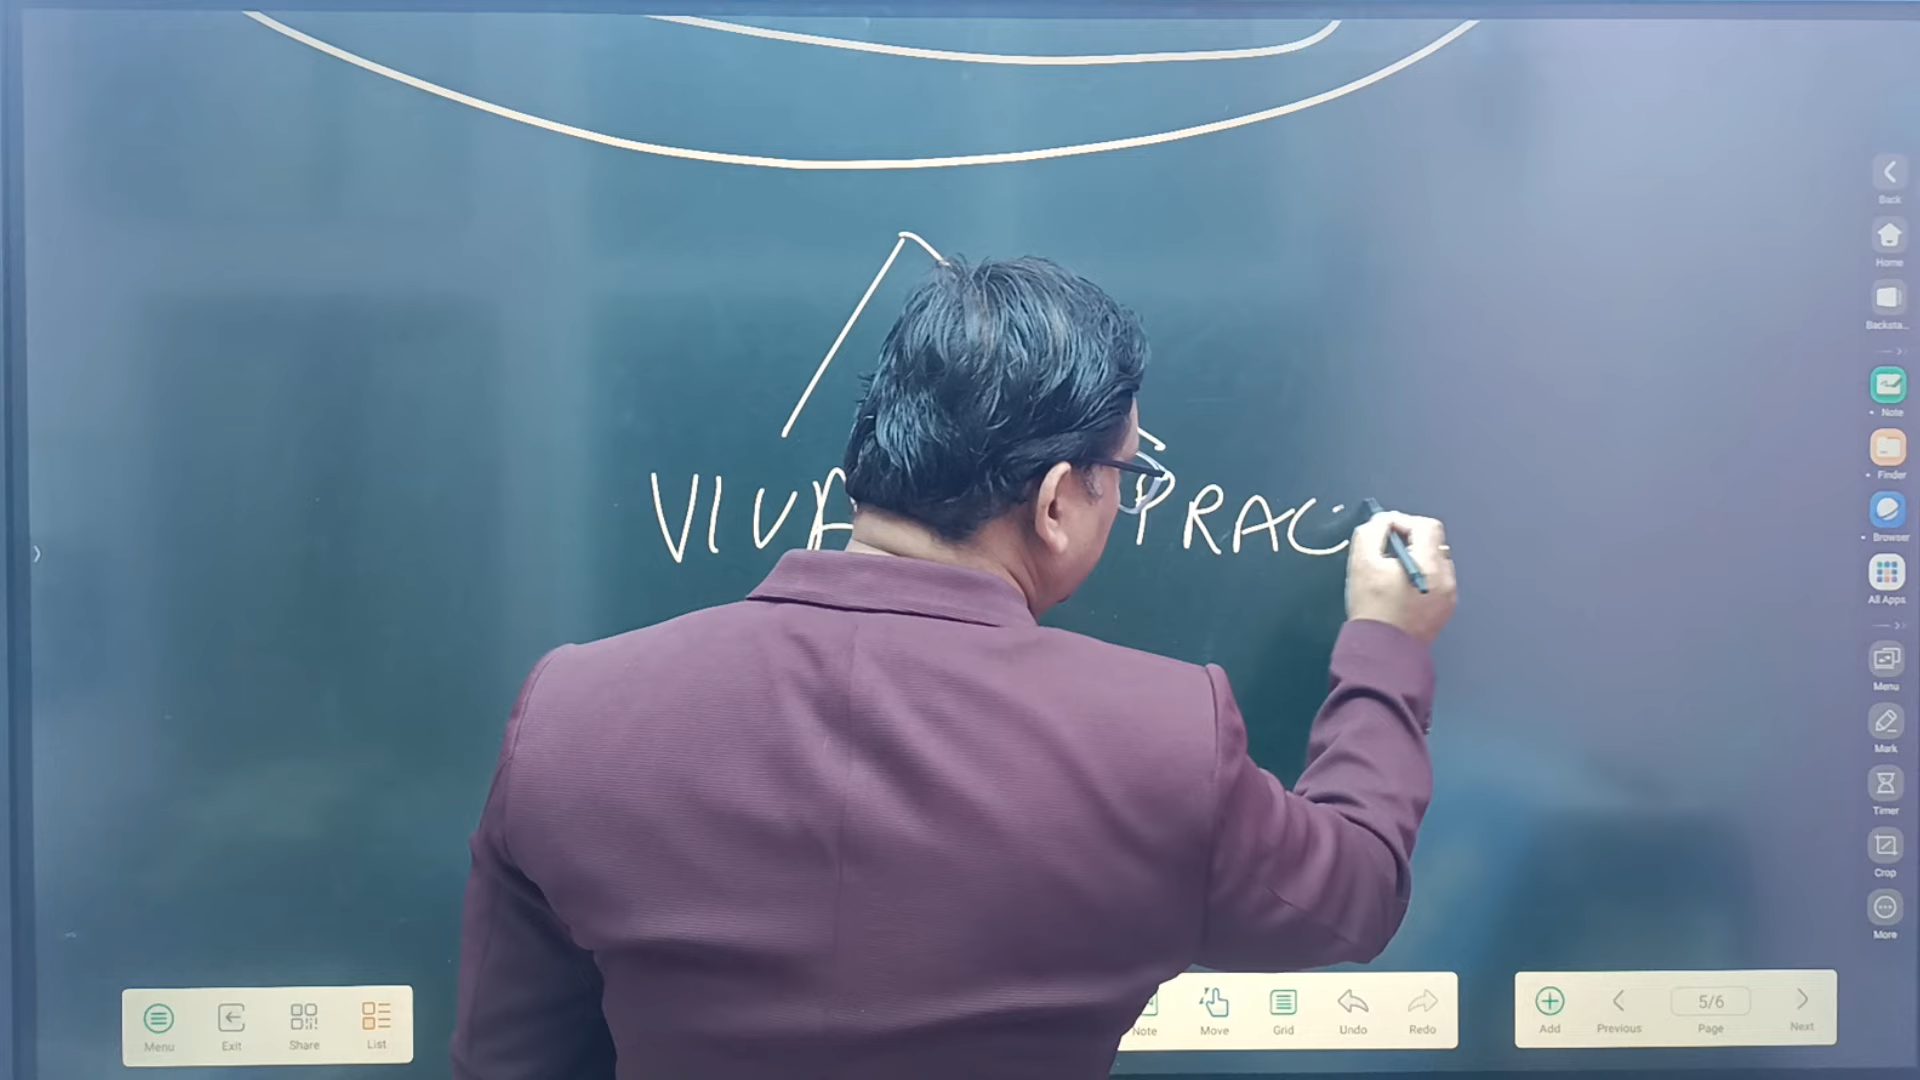 Back
Home
Backsta...
Note
Finder
Browser
All Apps
Menu
Mark
Timer
Crop
More
VIVA PRAC
Menu Exit Share List
Note Move Grid Undo Redo
Add Previous 5/6 Page Next